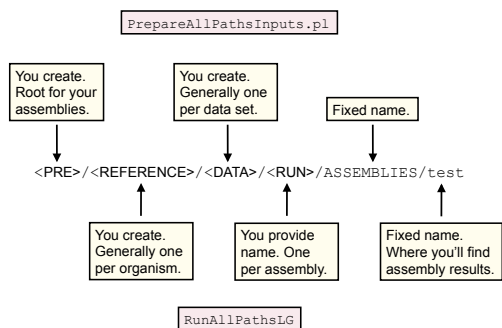 PrepareAllPathsInputs.pl
You create.
Root for your
assemblies.
You create.
Generally one
per data set.
Fixed name.
<PRE>/<REFERENCE>/<DATA>/<RUN>/ASSEMBLIES/test
You create.
Generally one
per organism.
You provide
name. One
per assembly.
Fixed name.
Where you'll find
assembly results.
RunAllPathsLG